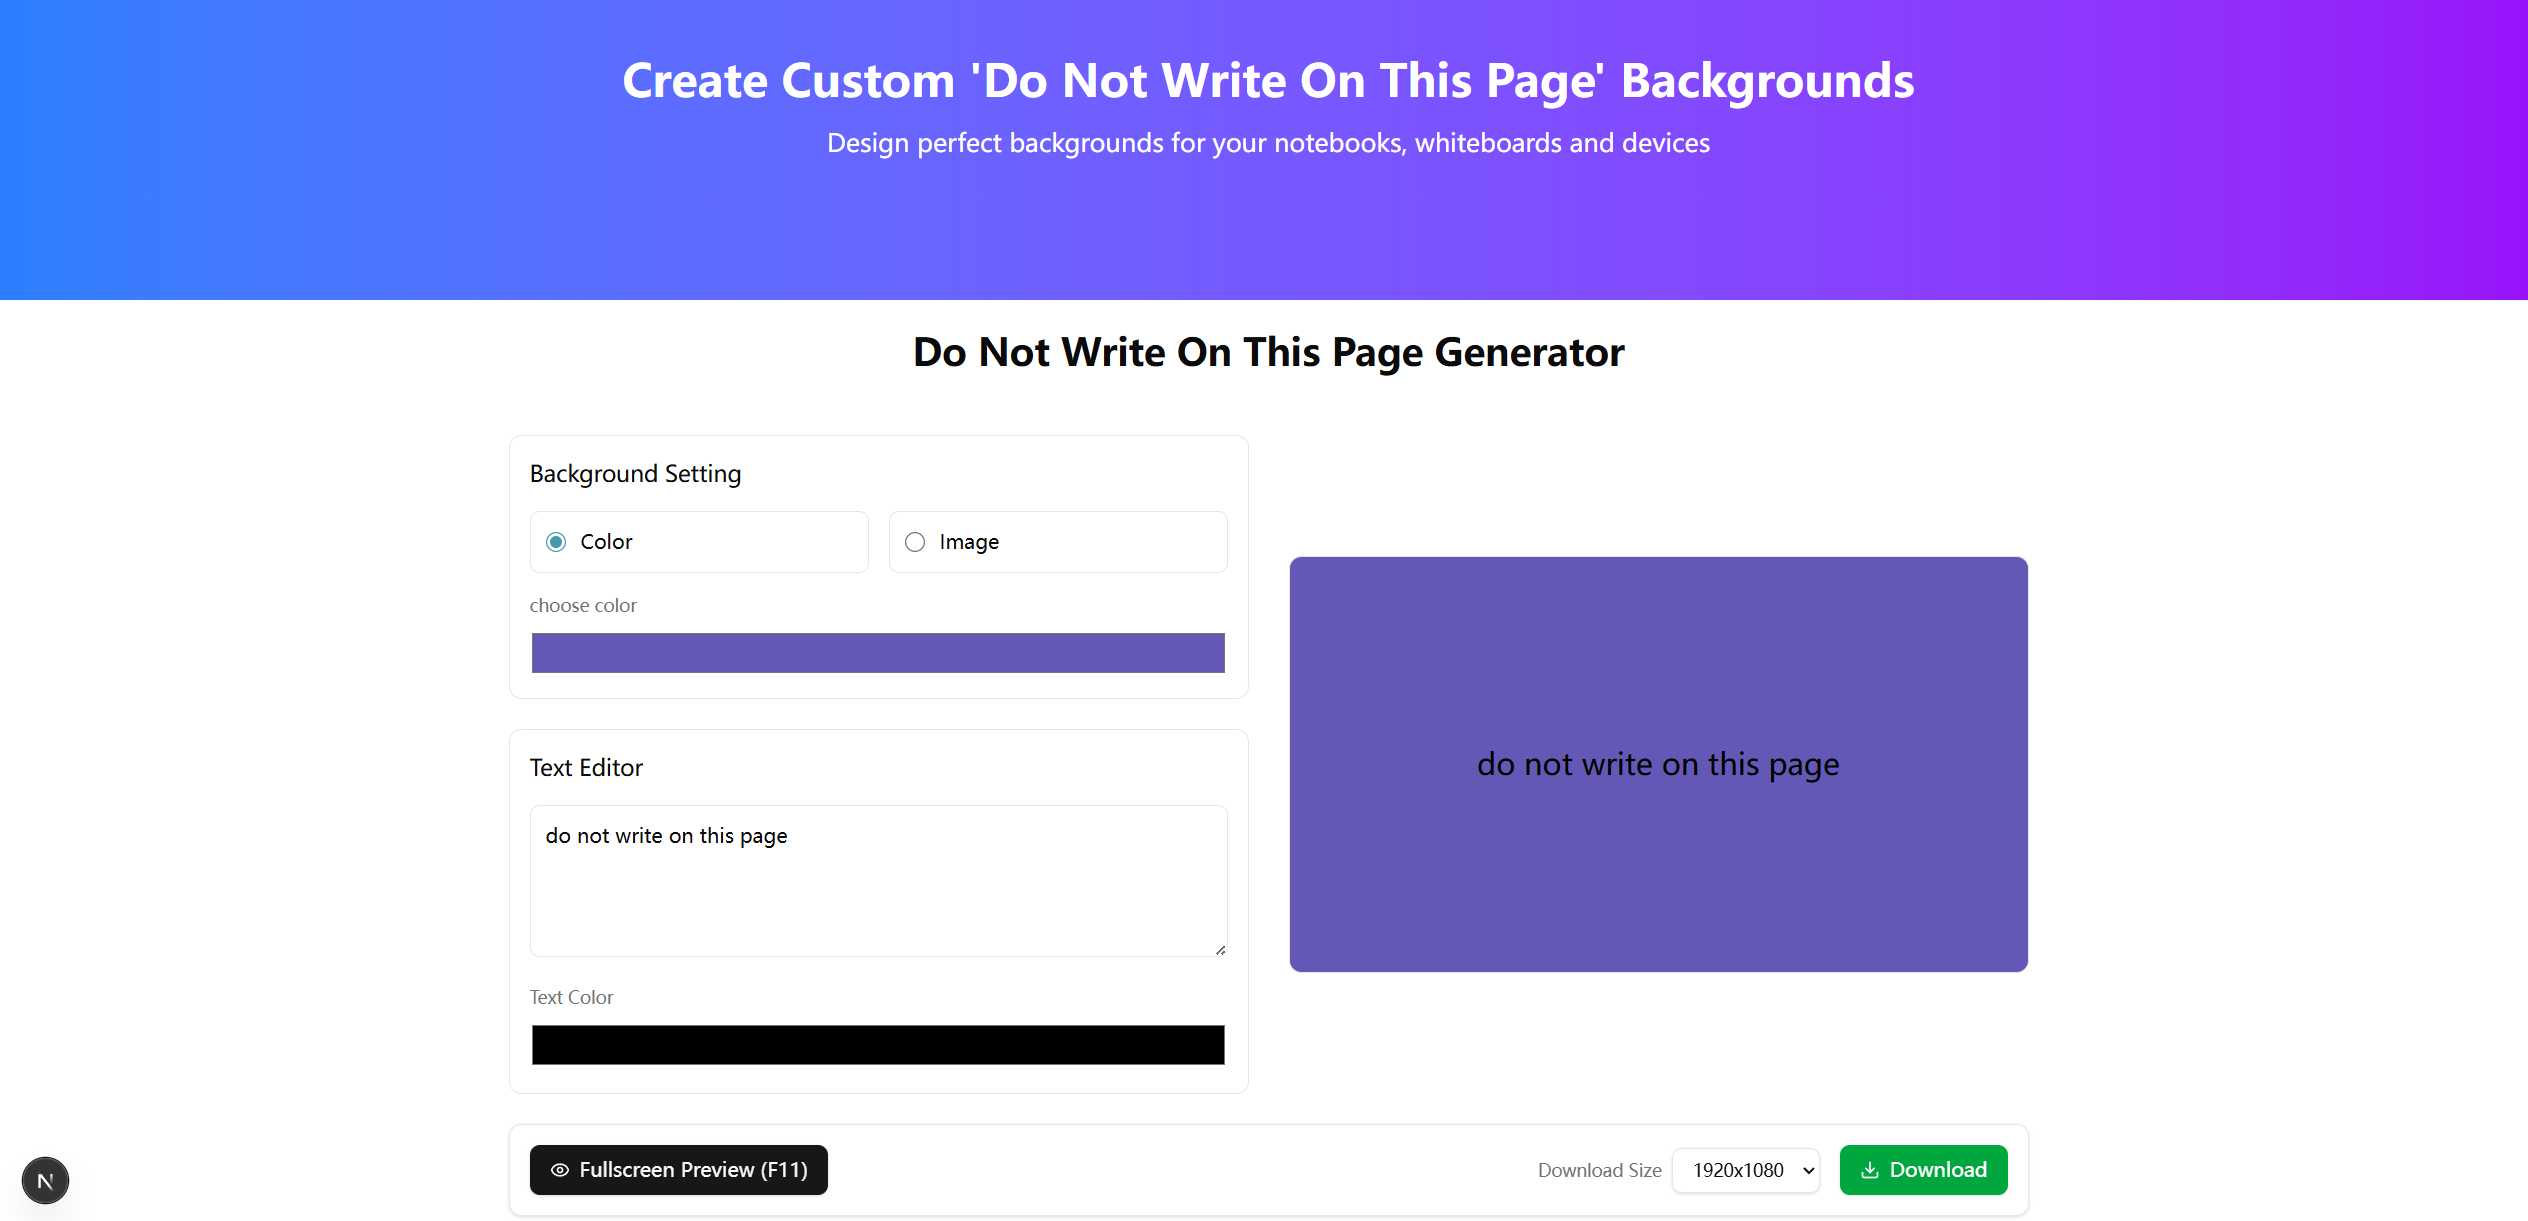 Create Custom 'Do Not Write On This Page' Backgrounds
Design perfect backgrounds for your notebooks, whiteboards and devices
Do Not Write On This Page Generator
Background Setting
Color
Image
choose color
do not write on this page
Text Editor
do not write on this page
Text Color
Fullscreen Preview (F11)
Download Size
1920x1080
Download
N